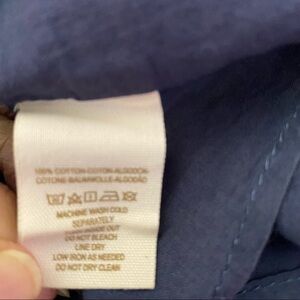 100% COTTON-COTON-ALGODON-
COTONE-BAUMWOLLE-ALGODÃO
MACHINE WASH COLD
SEPARATELY
INSIDE OUT
DO NOT BLEACH
LINE DRY
LOW IRON AS NEEDED
DO NOT DRY CLEAN